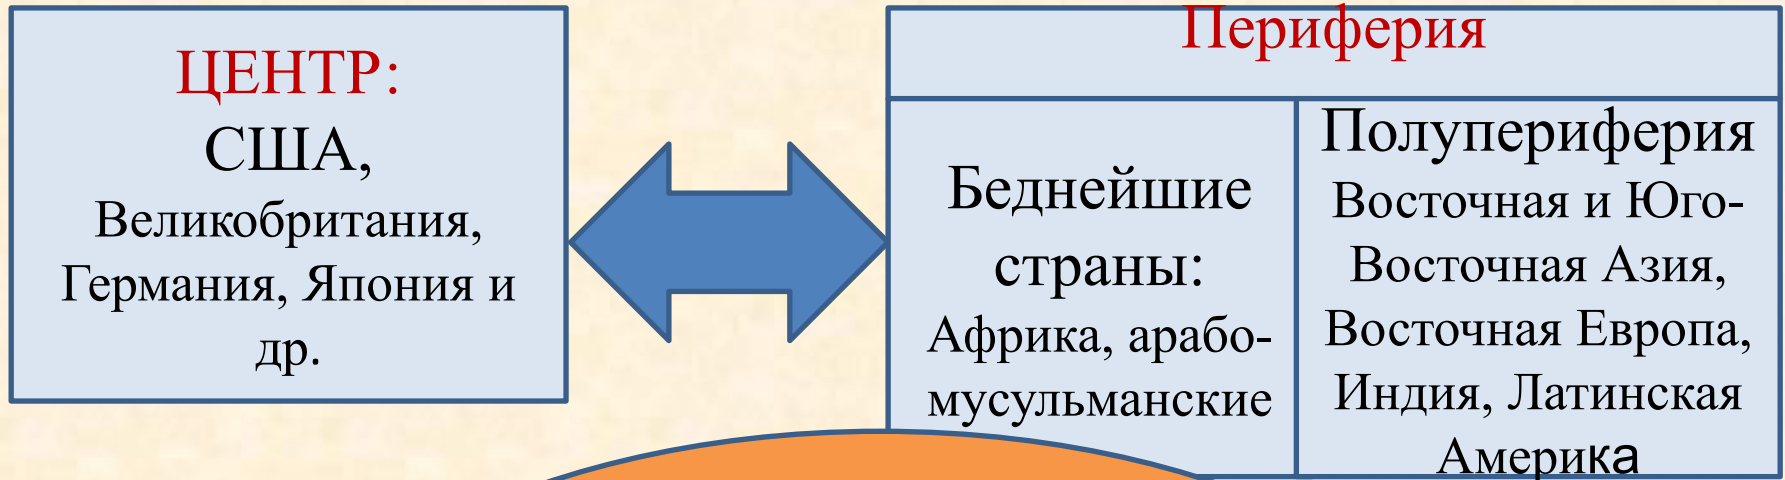 ЦЕНТР:
США,
Великобритания,
Германия, Япония и
др.
Периферия
Беднейшие
страны:
Африка, арабо-
мусульманские
Полупериферия
Восточная и Юго-
Восточная Азия,
Восточная Европа,
Индия, Латинская
Америка